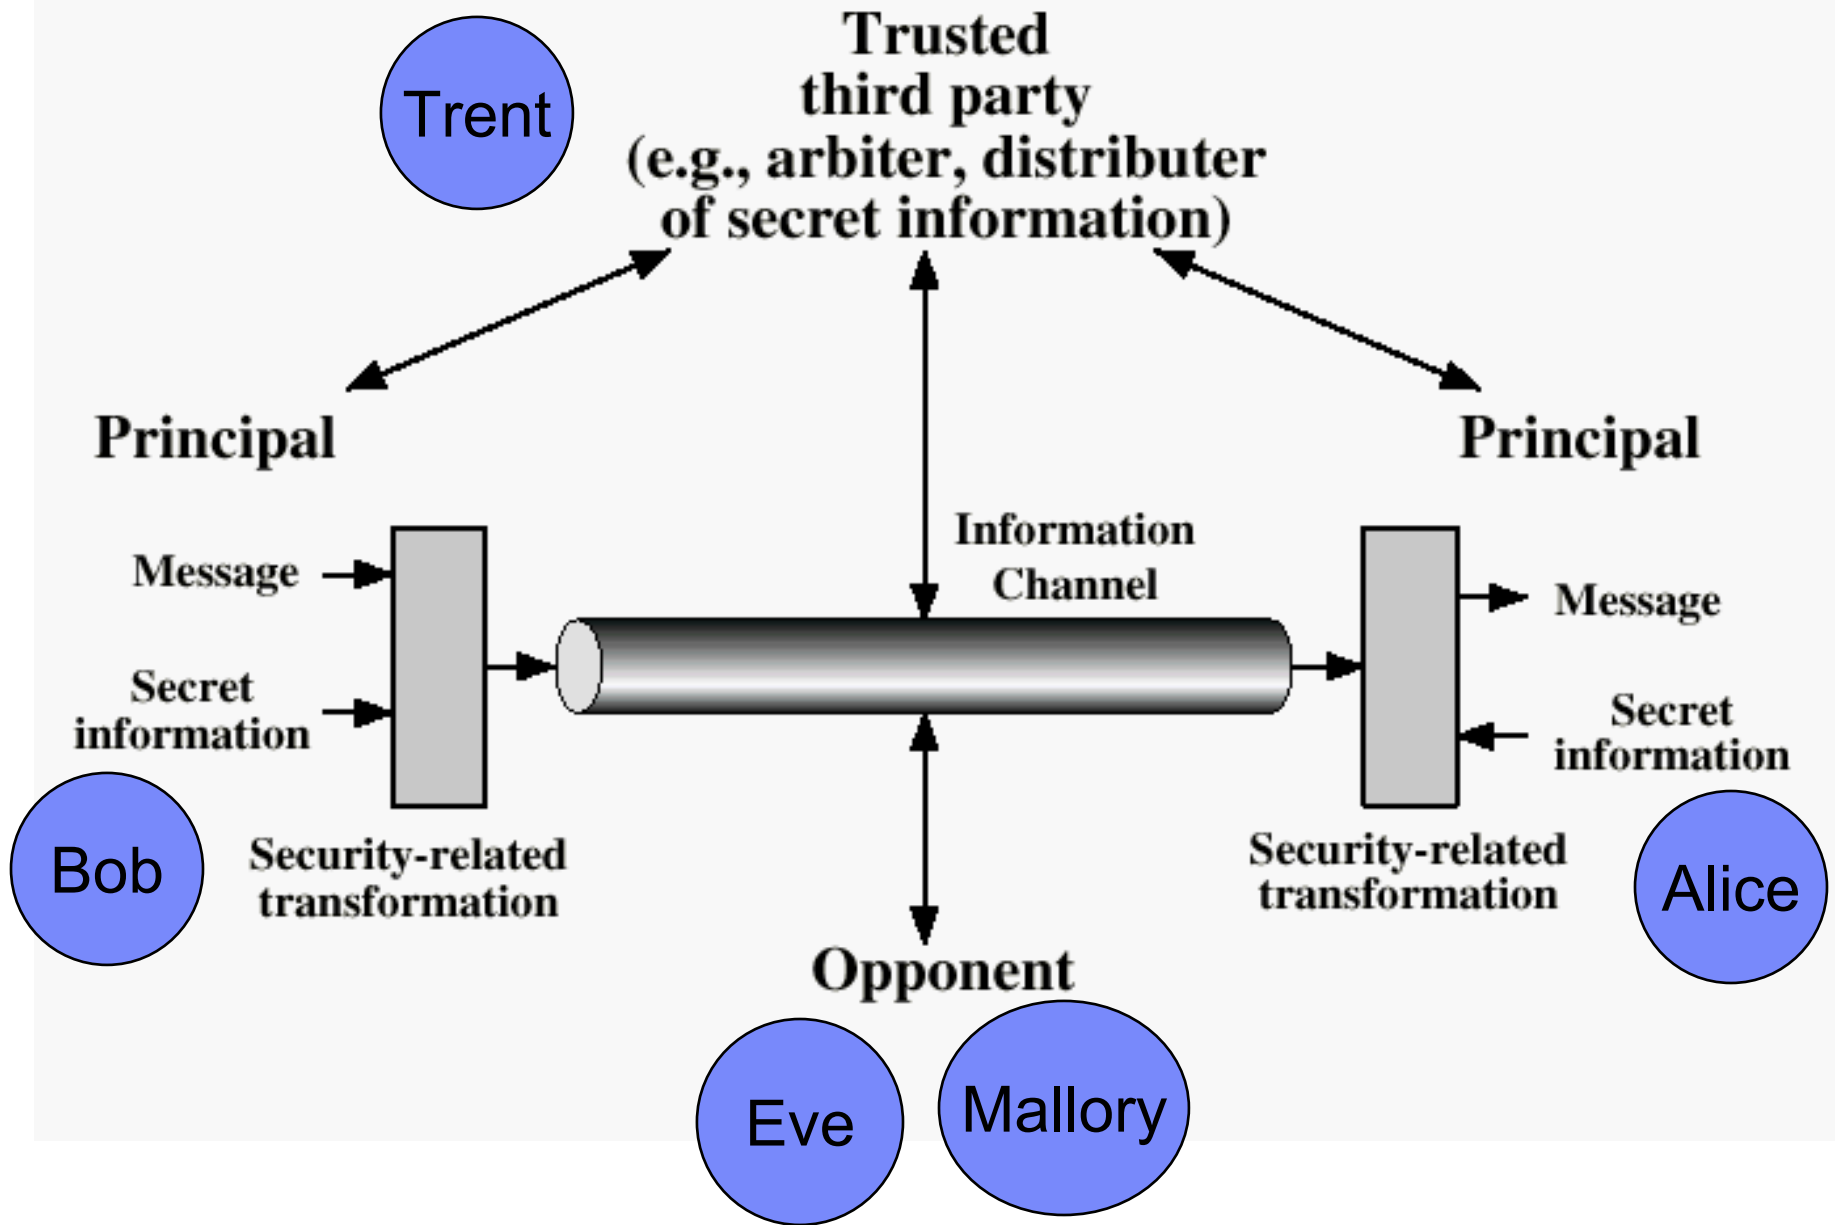 Trusted
third party
(e.g., arbiter, distributer
of secret information)
Trent
Principal
Principal
Message
Secret
information
Bob
Security-related
transformation
Information
Channel
Message
Secret
information
Security-related
transformation
Alice
Opponent
Eve
Mallory